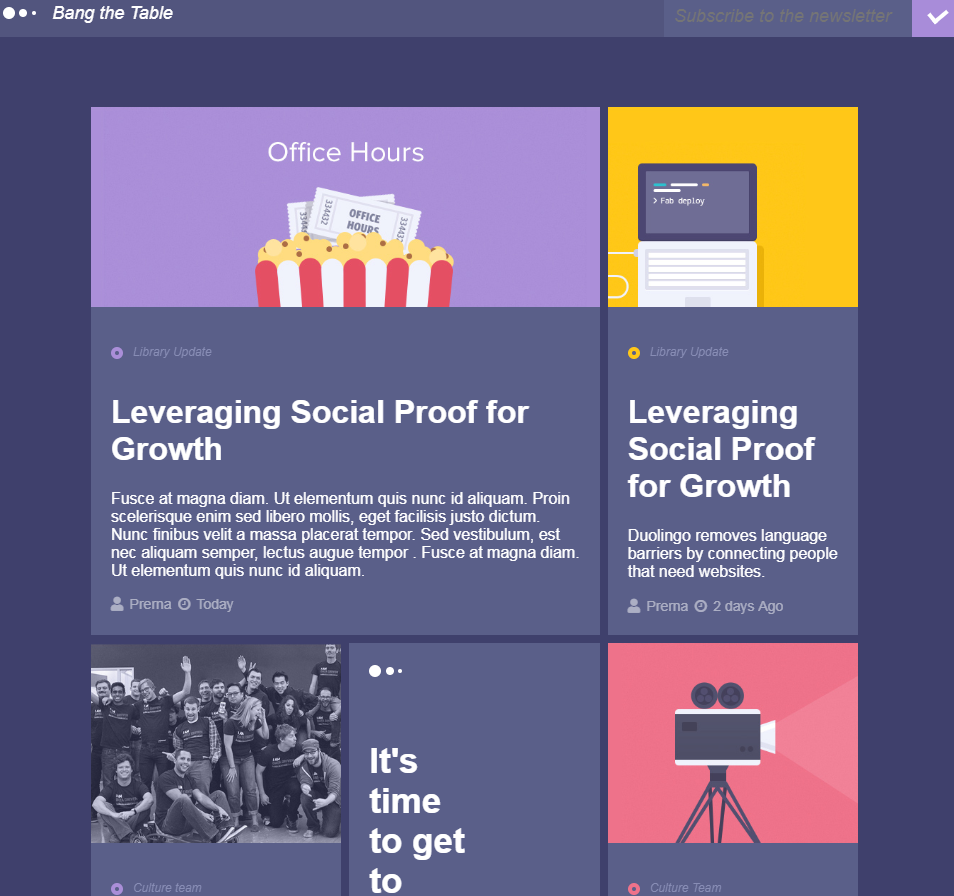 Bang the Table
Subscribe to the newsletter
Office Hours
334432
OFFICE
HOURS
334432
Fab deploy
Library Update
Leveraging Social Proof for
Growth
Fusce at magna diam. Ut elementum quis nunc id aliquam. Proin
scelerisque enim sed libero mollis, eget facilisis justo dictum.
Nunc finibus velit a massa placerat tempor. Sed vestibulum, est
nec aliquam semper, lectus augue tempor . Fusce at magna diam.
Ut elementum quis nunc id aliquam.
Prema Today
Library Update
Leveraging
Social Proof
for Growth
Duolingo removes language
barriers by connecting people
that need websites.
Prema 2 days Ago
Culture team
It's
time
to get
to
Culture Team